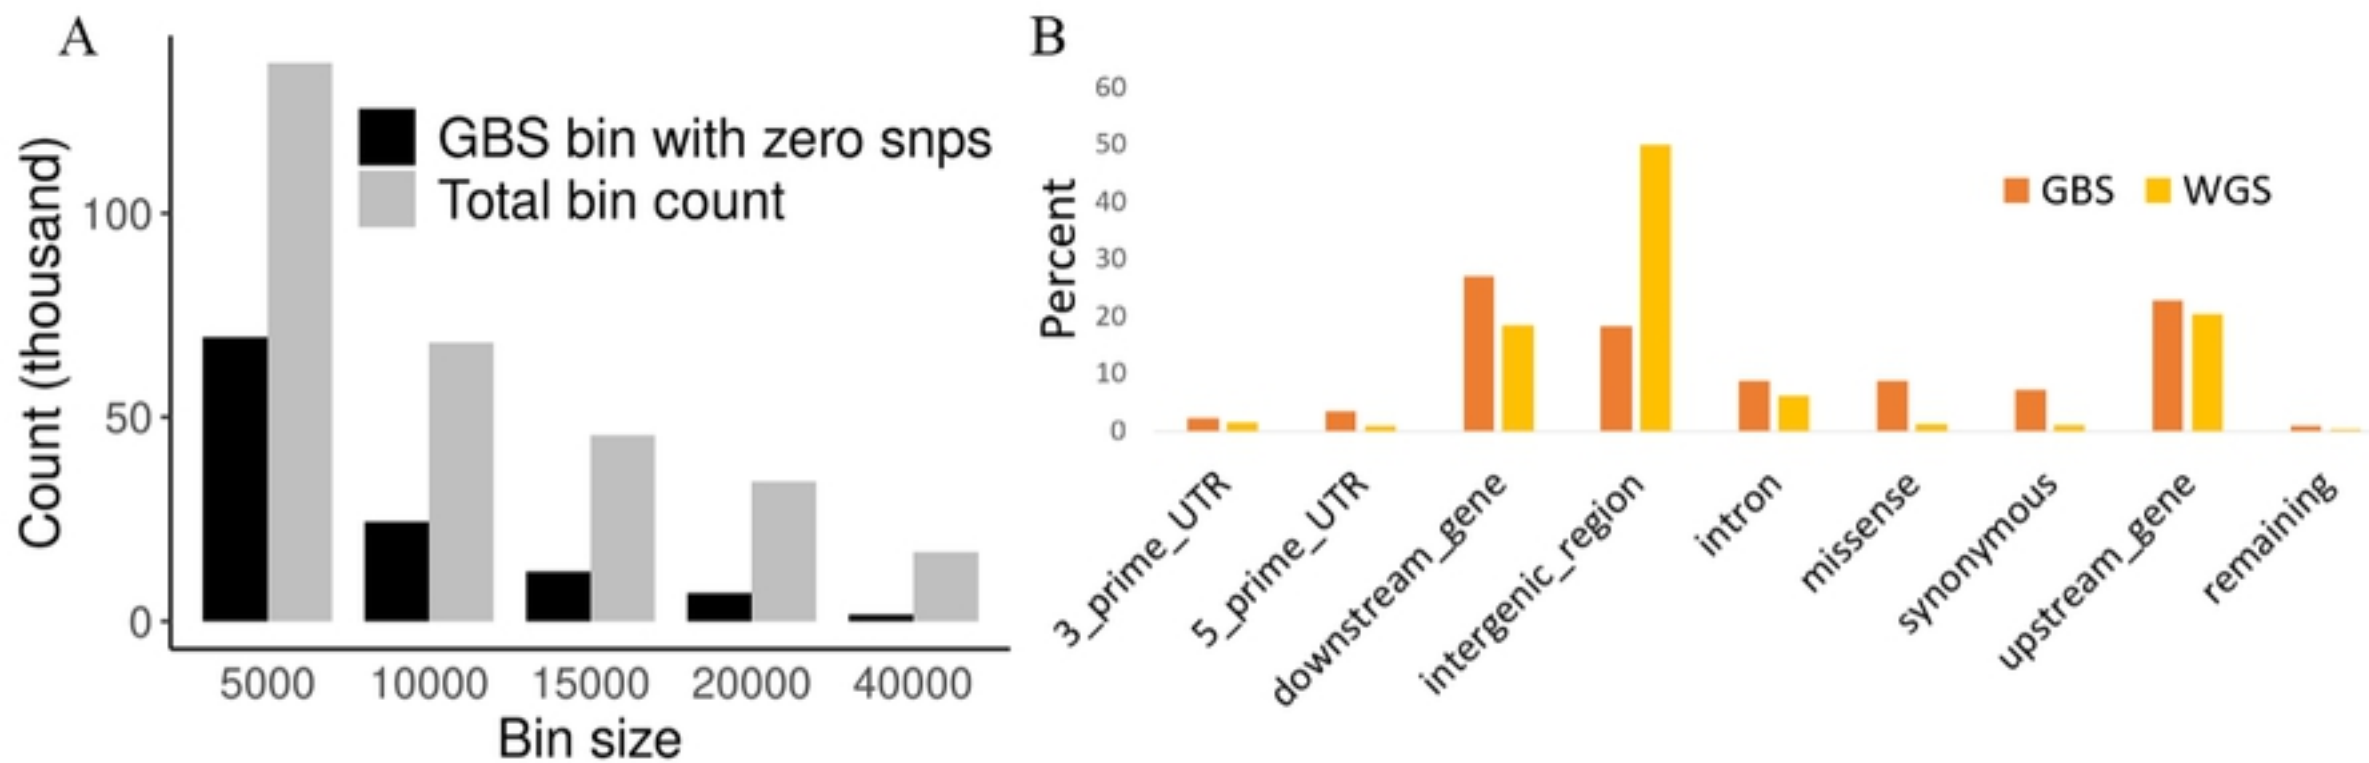 A
Count (thousand)
100
50
0
GBS bin with zero snps
Total bin count
5000 10000 15000 20000 40000
Bin size
B
Percent
60
50
40
30
20
10
0
GBS WGS
3_prime_UTR
5_prime_UTR
downstream_gene
intergenic_region
intron
missense
synonymous
upstream_gene
remaining